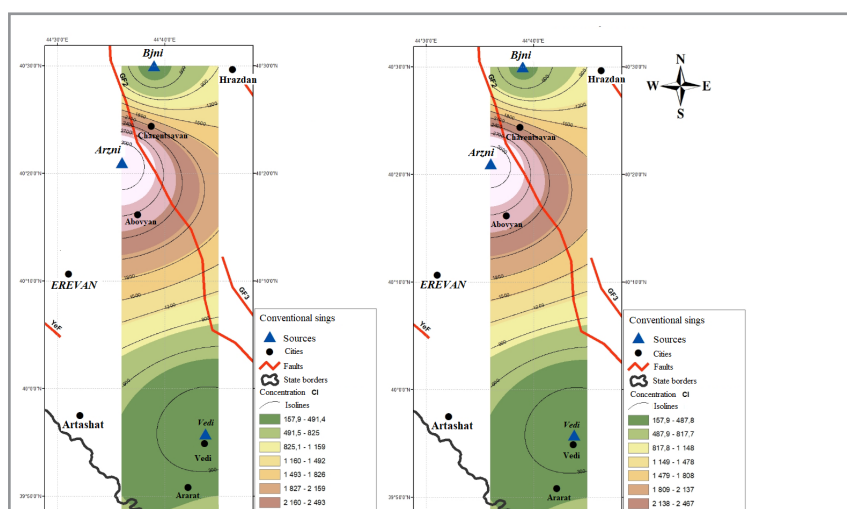 44°30'0"E
44°40'0"E
Bjni
40°30'0"N
GF2
Hrazdan
Charentsavan
Arzni
40°20'0"N
Abovyan
EREVAN
40°10'0"N
GF3
YeF
40°0'0"N
Artashat
Vedi
Vedi
Ararat
39°50'0"N
Conventional sings
Sources
Cities
Faults
State borders
Concentration Cl
Isolines
157,9 - 491,4
491,5 - 825
825,1 - 1 159
1 160 - 1 492
1 493 - 1 826
1 827 - 2 159
2 160 - 2 493
44°30'0"E
44°40'0"E
Bjni
40°30'0"N
GF2
Hrazdan
Charentsavan
Arzni
40°20'0"N
Abovyan
EREVAN
40°10'0"N
GF3
YeF
40°0'0"N
Artashat
Vedi
Vedi
Ararat
39°50'0"N
Conventional sings
Sources
Cities
Faults
State borders
Concentration Cl
Isolines
157,9 - 487,8
487,9 - 817,7
817,8 - 1 148
1 149 - 1 478
1 479 - 1 808
1 809 - 2 137
2 138 - 2 467
N
W E
S